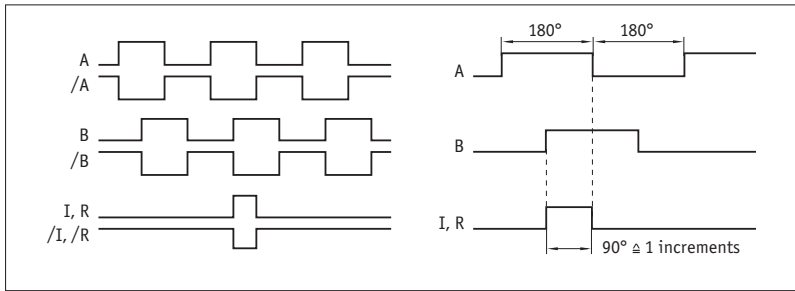 A
/A
B
/B
I, R
/I, /R
180° 180°
A
B
I, R
90° ≙ 1 increments